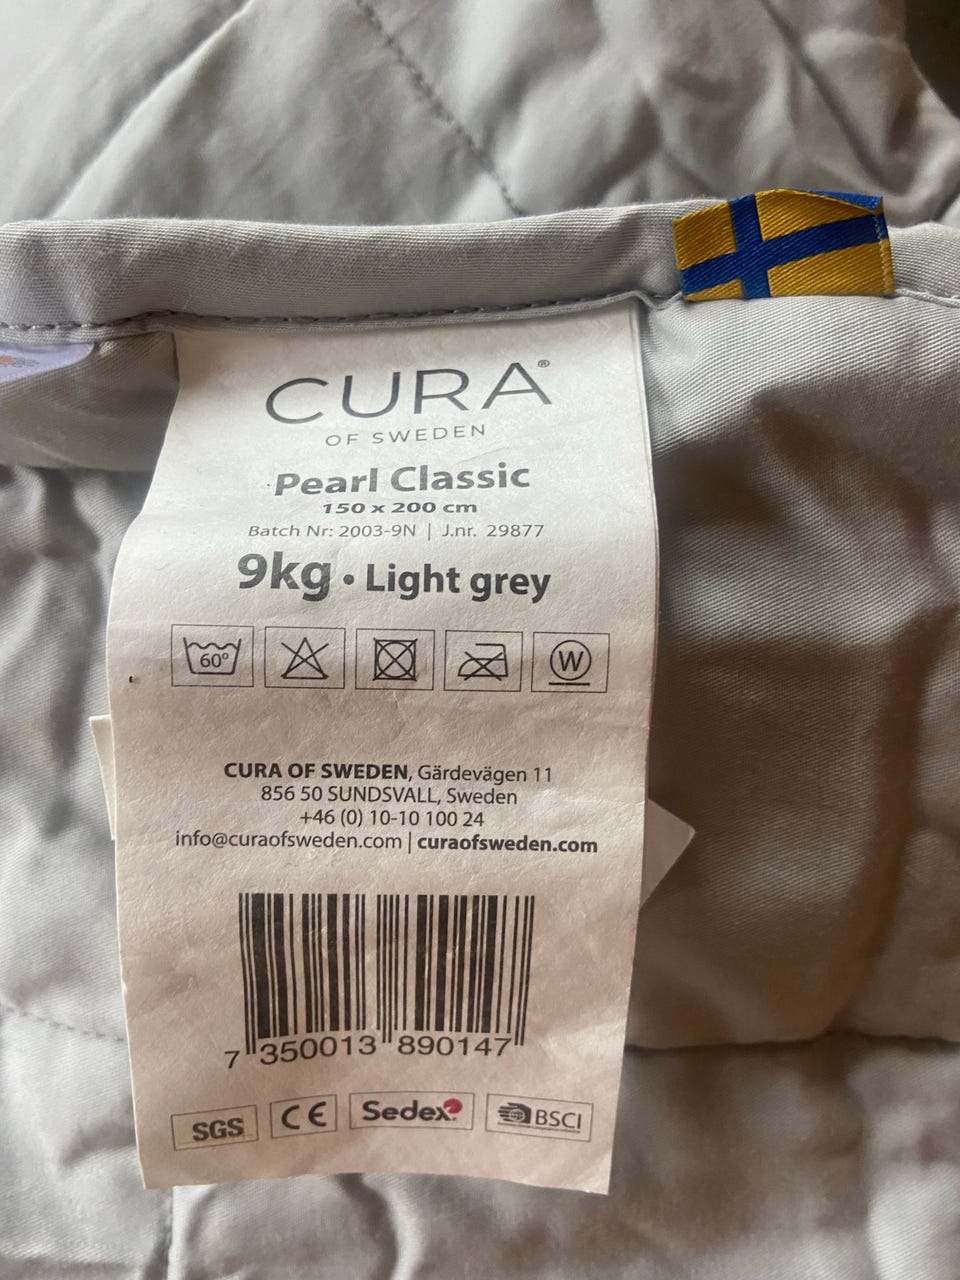 CURA®
OF SWEDEN
Pearl Classic
150 x 200 cm
Batch Nr: 2003-9N | J.nr. 29877
9kg • Light grey
60° W
CURA OF SWEDEN, Gärdevägen 11
856 50 SUNDSVALL, Sweden
+46 (0) 10-10 100 24
info@curaofsweden.com | curaofsweden.com
7 350013 890147
SGS CE Sedex BSCI